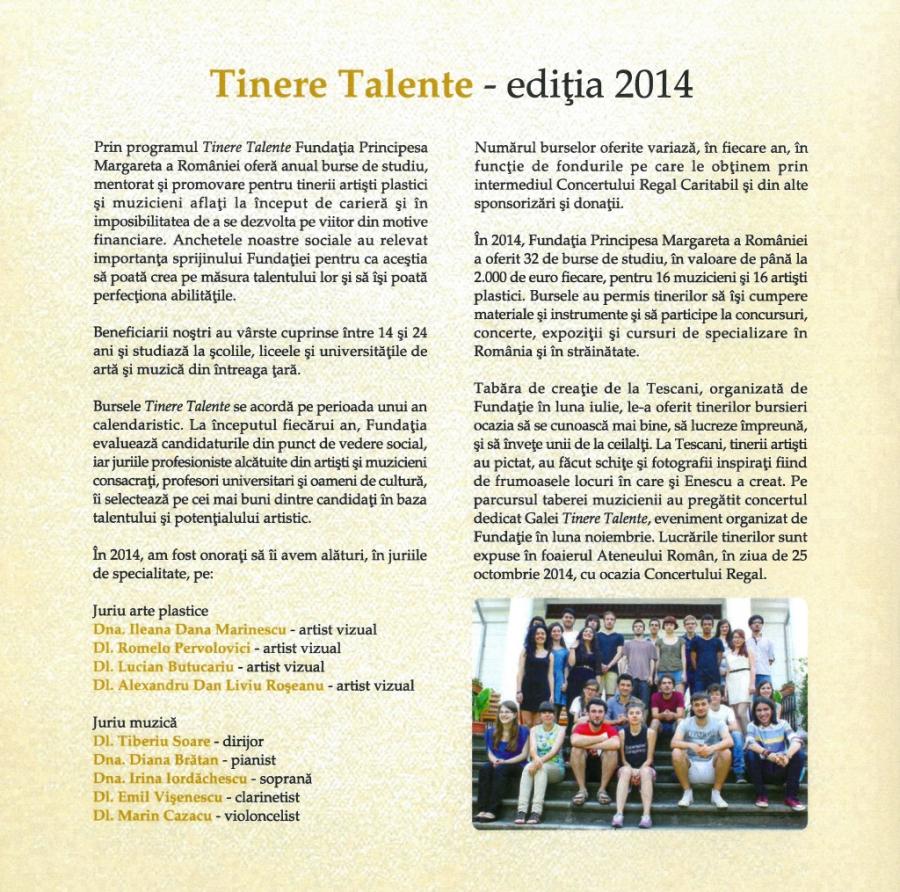 Tinere Talente - ediţia 2014
Prin programul Tinere Talente Fundaţia Principesa
Margareta a României oferă anual burse de studiu,
mentorat şi promovare pentru tinerii artişti plastici
şi muzicieni aflaţi la început de carieră şi în
imposibilitatea de a se dezvolta pe viitor din motive
financiare. Anchetele noastre sociale au relevat
importanţa sprijinului Fundaţiei pentru ca aceştia
să poată crea pe măsura talentului lor şi să îşi poată
perfecţiona abilităţile.
Beneficiarii noştri au vârste cuprinse între 14 şi 24
ani şi studiază la şcolile, liceele şi universităţile de
artă şi muzică din întreaga ţară.
Bursele Tinere Talente se acordă pe perioada unui an
calendaristic. La începutul fiecărui an, Fundaţia
evaluează candidaturile din punct de vedere social,
iar juriile profesioniste alcătuite din artişti şi muzicieni
consacraţi, profesori universitari şi oameni de cultură,
îi selectează pe cei mai buni dintre candidaţi în baza
talentului şi potenţialului artistic.
În 2014, am fost onoraţi să îi avem alături, în juriile
de specialitate, pe:
Juriu arte plastice
Dna. Ileana Dana Marinescu - artist vizual
Dl. Romelo Pervolovici - artist vizual
Dl. Lucian Butucariu - artist vizual
Dl. Alexandru Dan Liviu Roşeanu - artist vizual
Juriu muzică
Dl. Tiberiu Soare - dirijor
Dna. Diana Brătan - pianist
Dna. Irina Iordăchescu - soprană
Dl. Emil Vişenescu - clarinetist
Dl. Marin Cazacu - violoncelist
Numărul burselor oferite variază, în fiecare an, în
funcţie de fondurile pe care le obţinem prin
intermediul Concertului Regal Caritabil şi din alte
sponsorizări şi donaţii.
În 2014, Fundaţia Principesa Margareta a României
a oferit 32 de burse de studiu, în valoare de până la
2.000 de euro fiecare, pentru 16 muzicieni şi 16 artişti
plastici. Bursele au permis tinerilor să îşi cumpere
materiale şi instrumente şi să participe la concursuri,
concerte, expoziţii şi cursuri de specializare în
România şi în străinătate.
Tabăra de creaţie de la Tescani, organizată de
Fundaţie în luna iulie, le-a oferit tinerilor bursieri
ocazia să se cunoască mai bine, să lucreze împreună,
şi să înveţe unii de la ceilalţi. La Tescani, tinerii artişti
au pictat, au făcut schiţe şi fotografii inspiraţi fiind
de frumoasele locuri în care şi Enescu a creat. Pe
parcursul taberei muzicienii au pregătit concertul
dedicat Galei Tinere Talente, eveniment organizat de
Fundaţie în luna noiembrie. Lucrările tinerilor sunt
expuse în foaierul Ateneului Român, în ziua de 25
octombrie 2014, cu ocazia Concertului Regal.